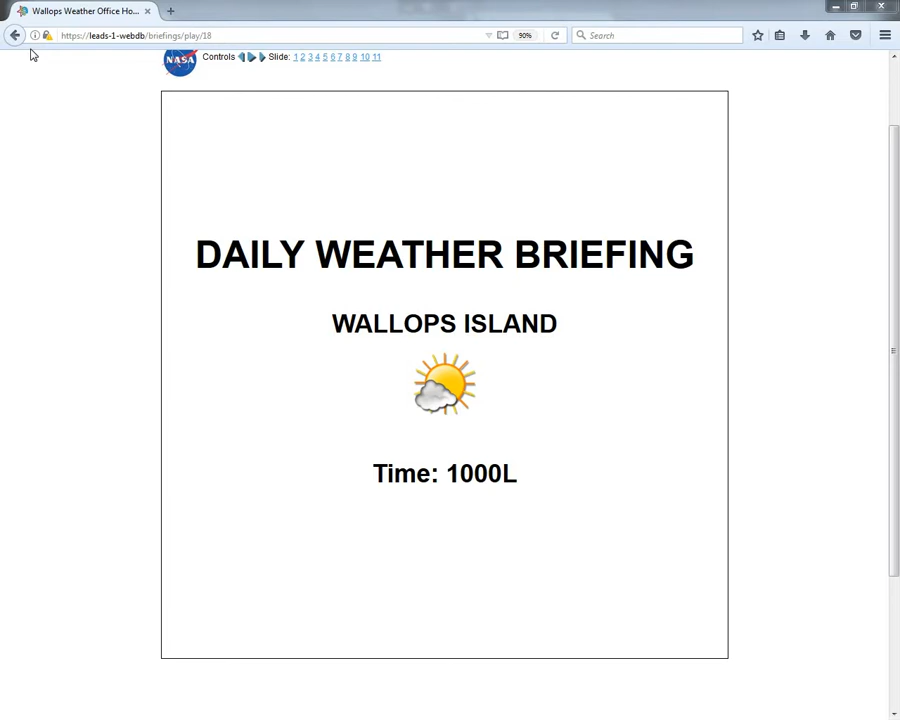 Wallops Weather Office Ho...
https://leads-1-webdb/briefings/play/18
90%
Search
NASA
Controls Slide: 1 2 3 4 5 6 7 8 9 10 11
DAILY WEATHER BRIEFING
WALLOPS ISLAND
Time: 1000L